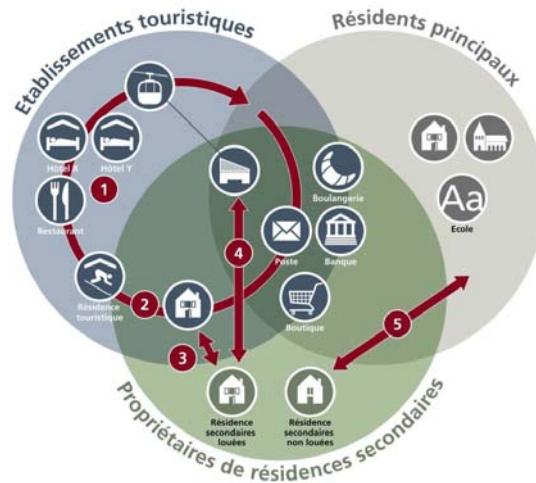 Etablissements touristiques
Résidents principaux
Hôtel X
Hôtel Y
1
Restaurant
Boulangerie
Aa
Ecole
4
Poste
Banque
Résidence
touristique
2
Boutique
5
3
Résidence
secondaires
louées
Résidence
secondaires
non louées
Propriétaires de résidences secondaires